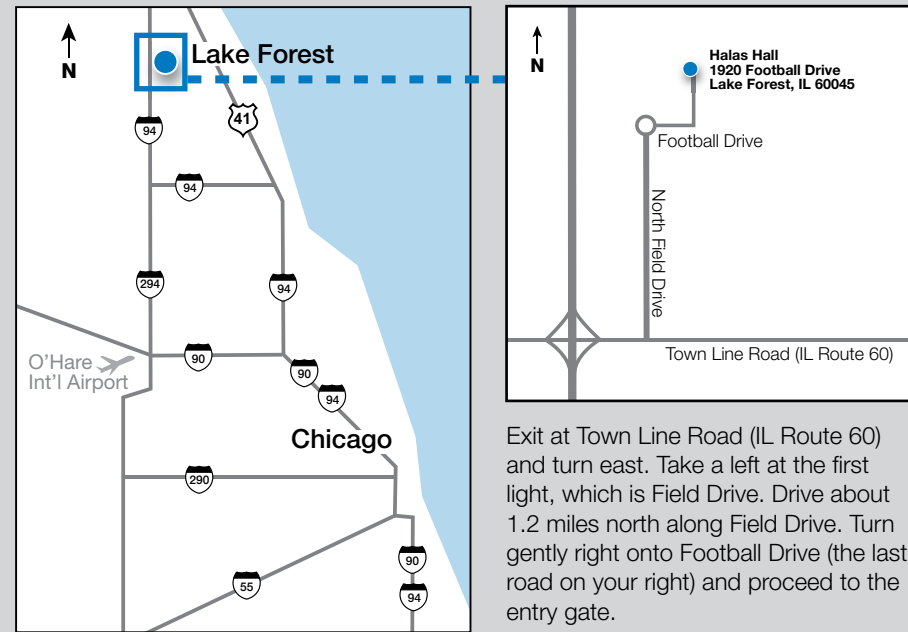 N
Lake Forest
41
94
94
294
94
O'Hare
Int'l Airport
90
90
94
Chicago
290
55
90
94
N
Halas Hall
1920 Football Drive
Lake Forest, IL 60045
Football Drive
North Field Drive
Town Line Road (IL Route 60)
Exit at Town Line Road (IL Route 60)
and turn east. Take a left at the first
light, which is Field Drive. Drive about
1.2 miles north along Field Drive. Turn
gently right onto Football Drive (the last
road on your right) and proceed to the
entry gate.